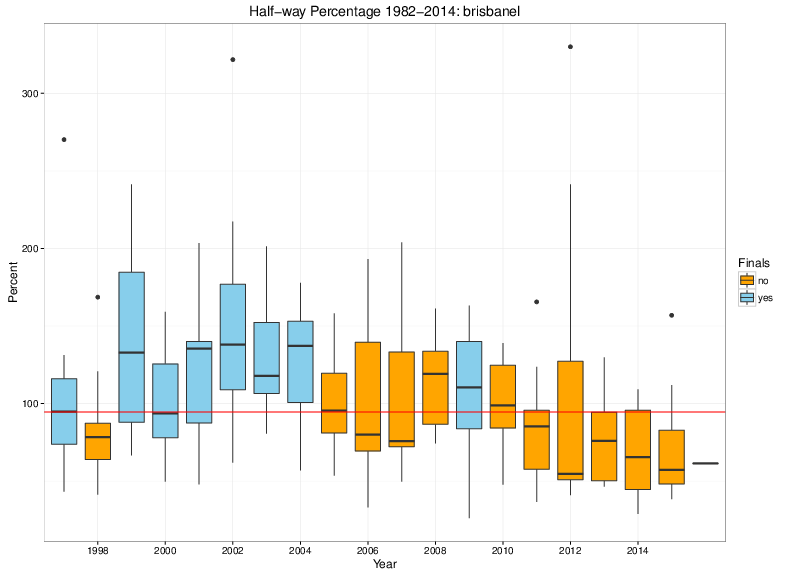 Half−way Percentage 1982−2014: brisbanel
300
200
100
Percent
1998
2000
2002
2004
2006
2008
2010
2012
2014
Year
Finals
no
yes